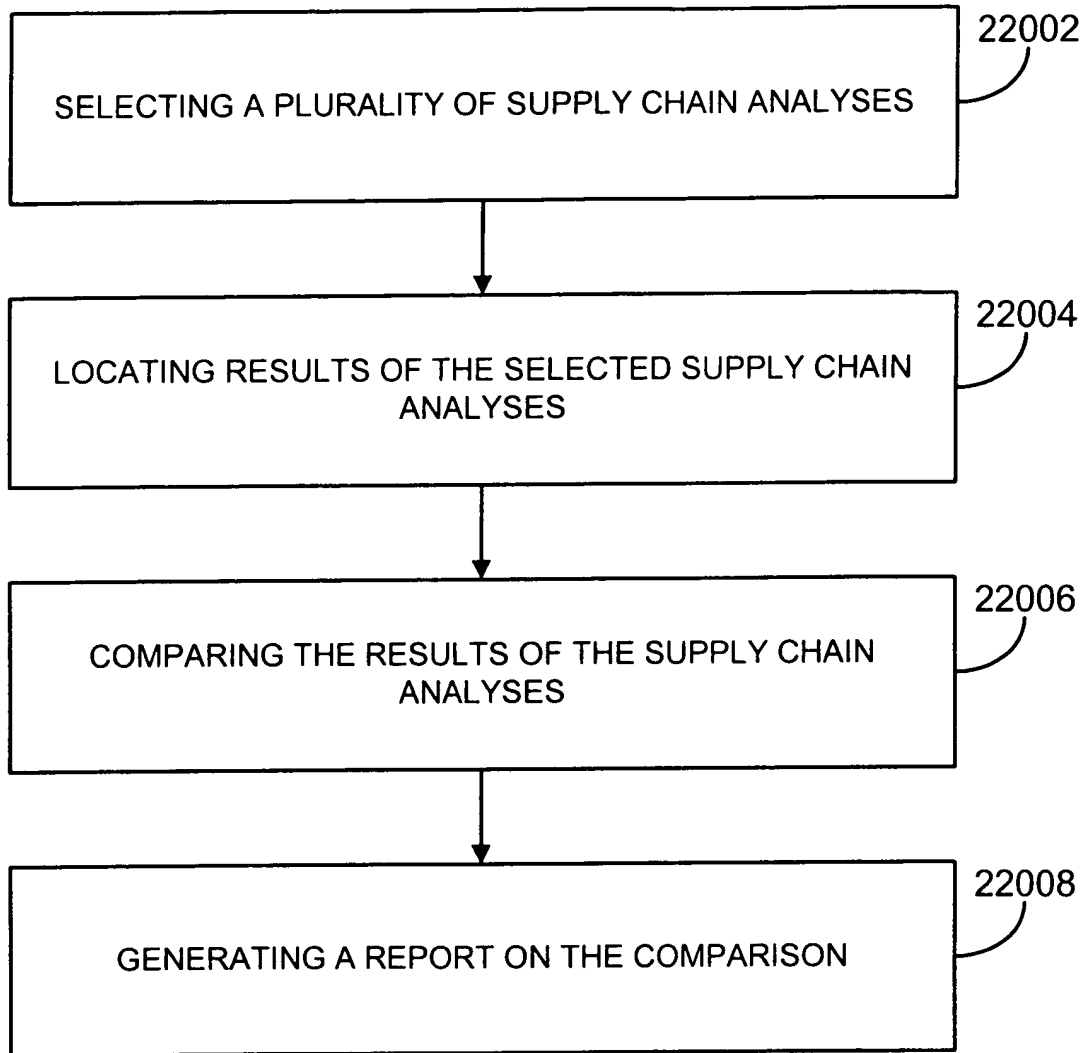 22002
SELECTING A PLURALITY OF SUPPLY CHAIN ANALYSES
22004
LOCATING RESULTS OF THE SELECTED SUPPLY CHAIN
ANALYSES
22006
COMPARING THE RESULTS OF THE SUPPLY CHAIN
ANALYSES
22008
GENERATING A REPORT ON THE COMPARISON